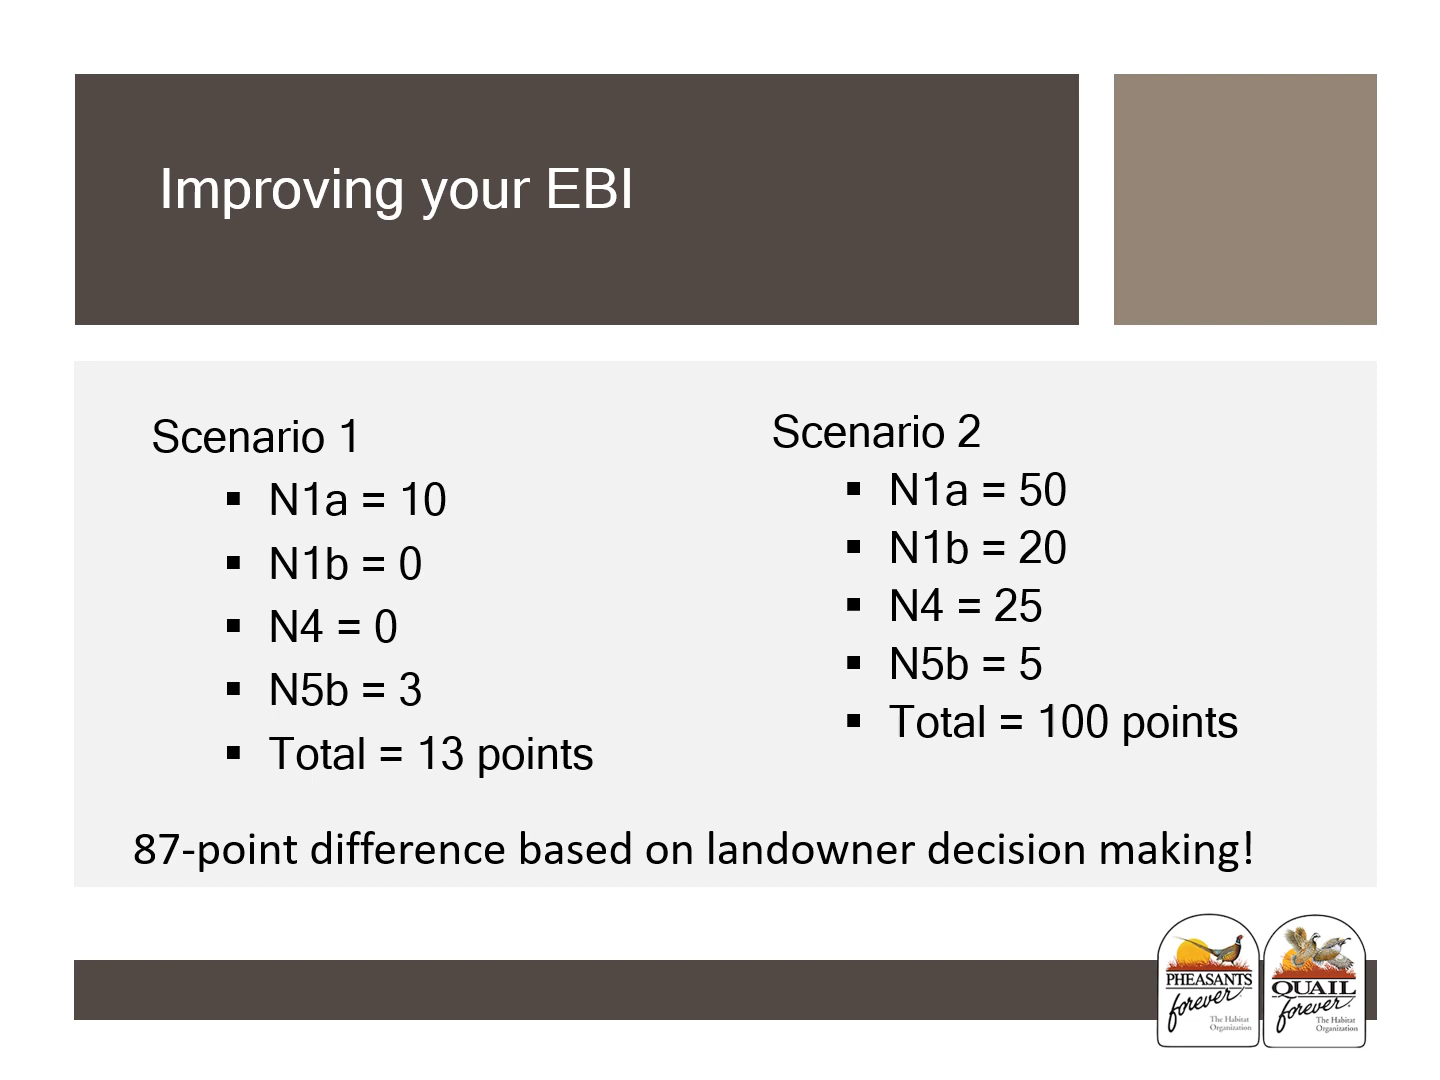 Improving your EBI
Scenario 1
▪ N1a = 10
▪ N1b = 0
▪ N4 = 0
▪ N5b = 3
▪ Total = 13 points
Scenario 2
▪ N1a = 50
▪ N1b = 20
▪ N4 = 25
▪ N5b = 5
▪ Total = 100 points
87-point difference based on landowner decision making!
PHEASANTS
forever
The Habitat
Organization
QUAIL
forever
The Habitat
Organization